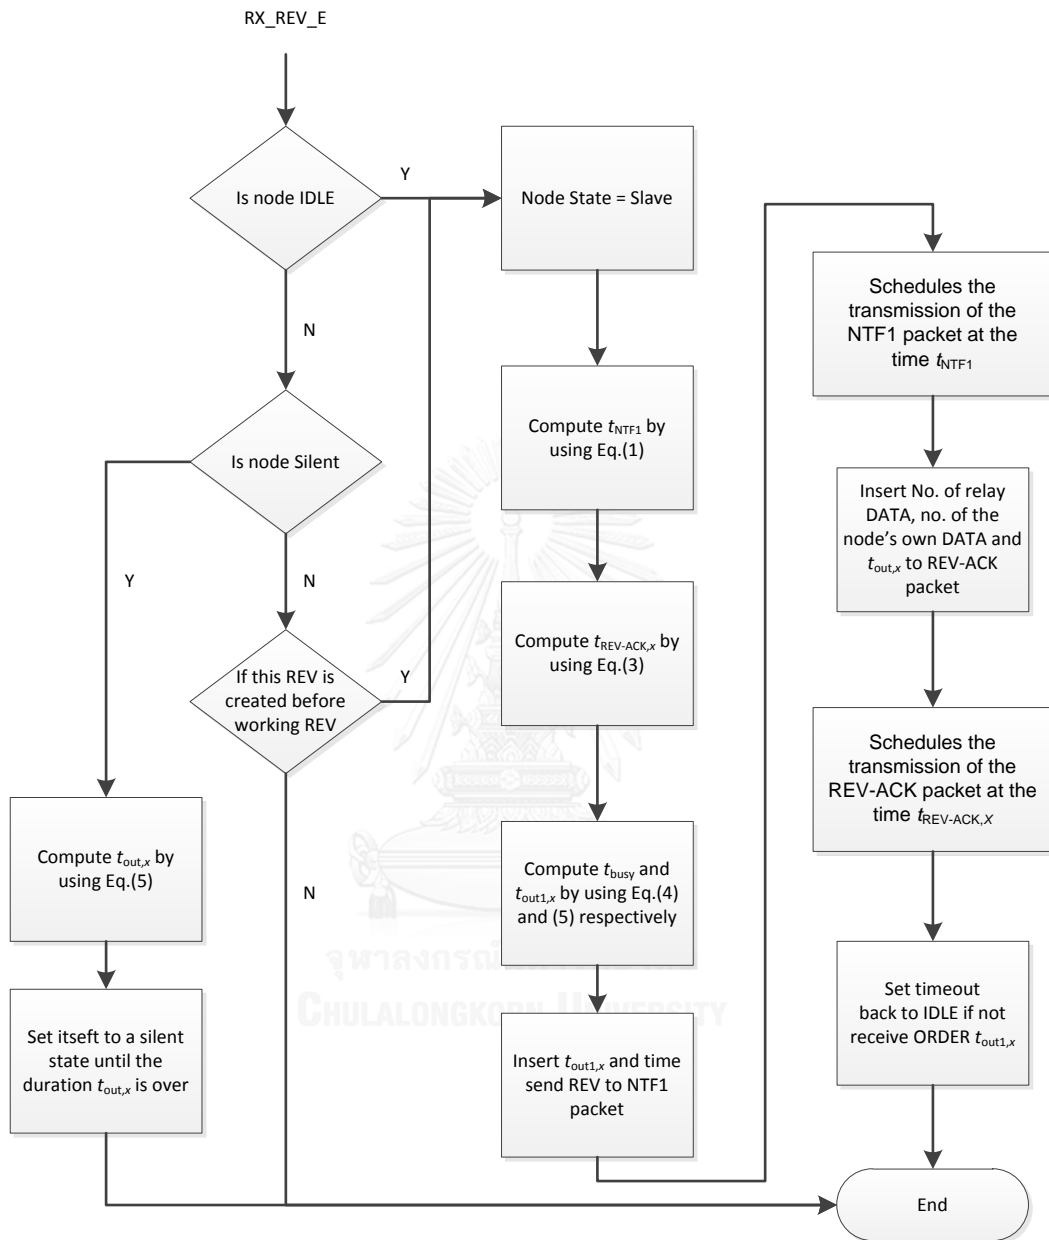 RX_REV_E
Is node IDLE
Y
N
Is node Silent
Y
N
If this REV is
created before
working REV
Y
N
Compute tout,x by
using Eq.(5)
Set itseft to a silent
state until the
duration tout,x is over
Node State = Slave
Compute tNTF1 by
using Eq.(1)
Compute tREV-ACK,x by
using Eq.(3)
Compute tbusy and
tout1,x by using Eq.(4)
and (5) respectively
Insert tout1,x and time
send REV to NTF1
packet
Schedules the
transmission of the
NTF1 packet at the
time tNTF1
Insert No. of relay
DATA, no. of the
node's own DATA and
tout,x to REV-ACK
packet
Schedules the
transmission of the
REV-ACK packet at the
time tREV-ACK,X
Set timeout
back to IDLE if not
receive ORDER tout1,x
End
CHULALONGKORN UNIVERSITY